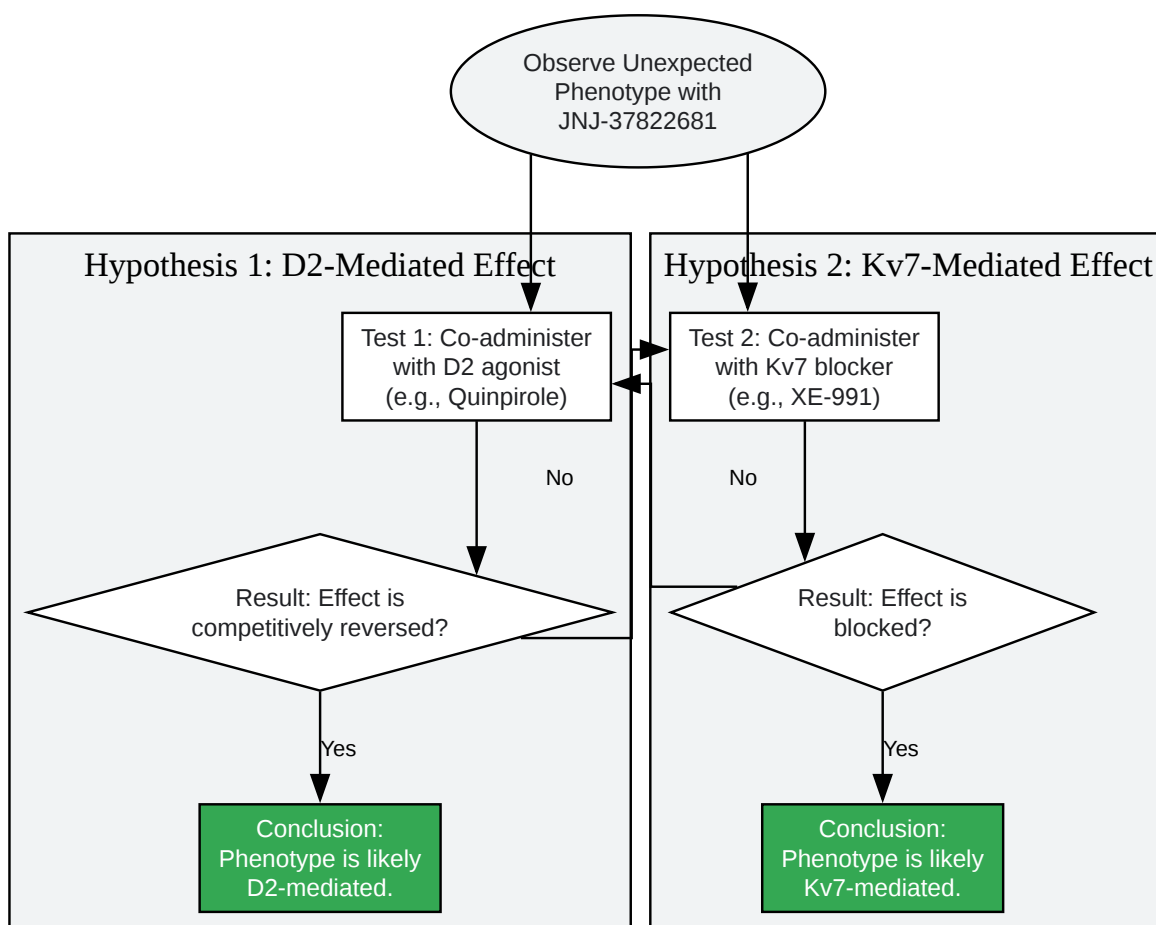 Observe Unexpected
Phenotype with
JNJ-37822681
Hypothesis 1: D2-Mediated Effect
Hypothesis 2: Kv7-Mediated Effect
Test 1: Co-administer
with D2 agonist
(e.g., Quinpirole)
Test 2: Co-administer
with Kv7 blocker
(e.g., XE-991)
No
No
Result: Effect is
competitively reversed?
Result: Effect is
blocked?
Yes
Yes
Conclusion:
Phenotype is likely
D2-mediated.
Conclusion:
Phenotype is likely
Kv7-mediated.